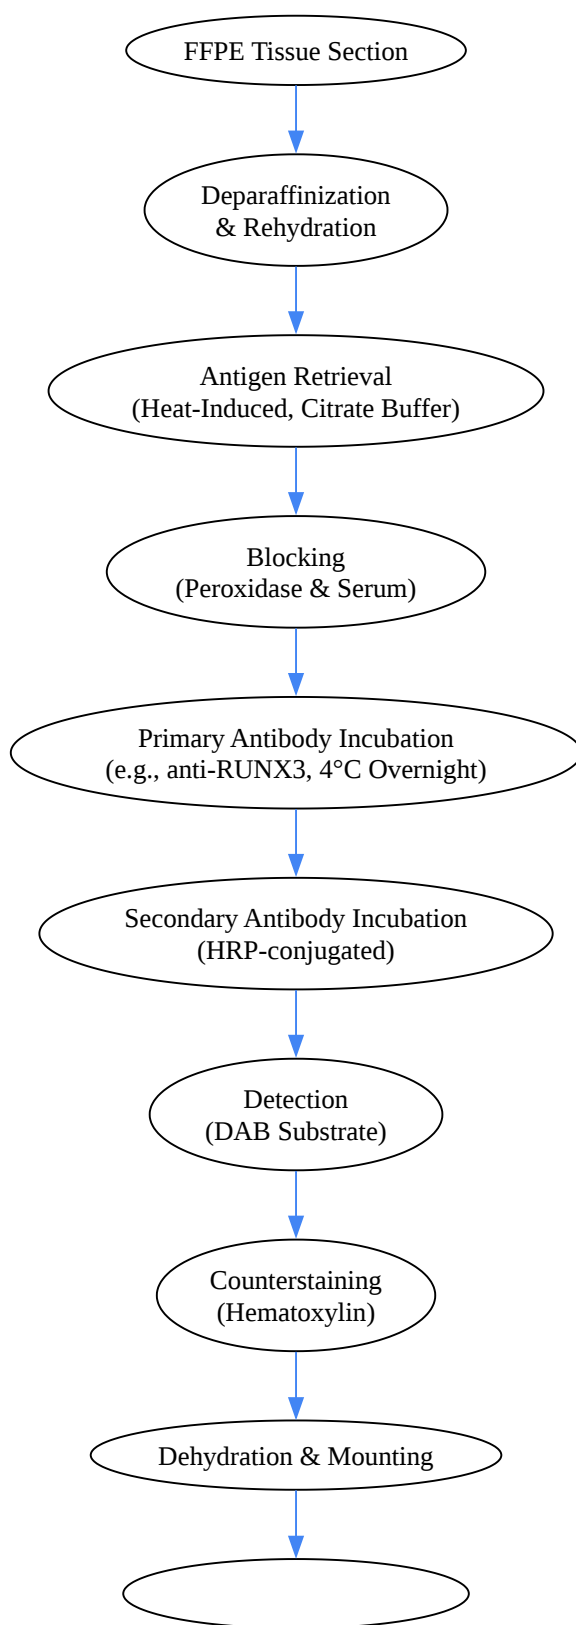 FFPE Tissue Section
Deparaffinization
& Rehydration
Antigen Retrieval
(Heat-Induced, Citrate Buffer)
Blocking
(Peroxidase & Serum)
Primary Antibody Incubation
(e.g., anti-RUNX3, 4°C Overnight)
Secondary Antibody Incubation
(HRP-conjugated)
Detection
(DAB Substrate)
Counterstaining
(Hematoxylin)
Dehydration & Mounting